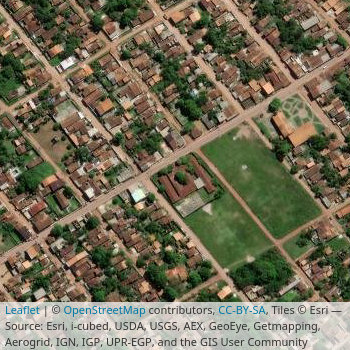 Leaflet | © OpenStreetMap contributors, CC-BY-SA, Tiles © Esri —
Source: Esri, i-cubed, USDA, USGS, AEX, GeoEye, Getmapping,
Aerogrid, IGN, IGP, UPR-EGP, and the GIS User Community